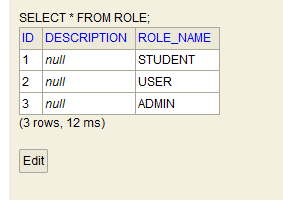 SELECT * FROM ROLE;
ID DESCRIPTION ROLE_NAME
1 null STUDENT
2 null USER
3 null ADMIN
(3 rows, 12 ms)
Edit